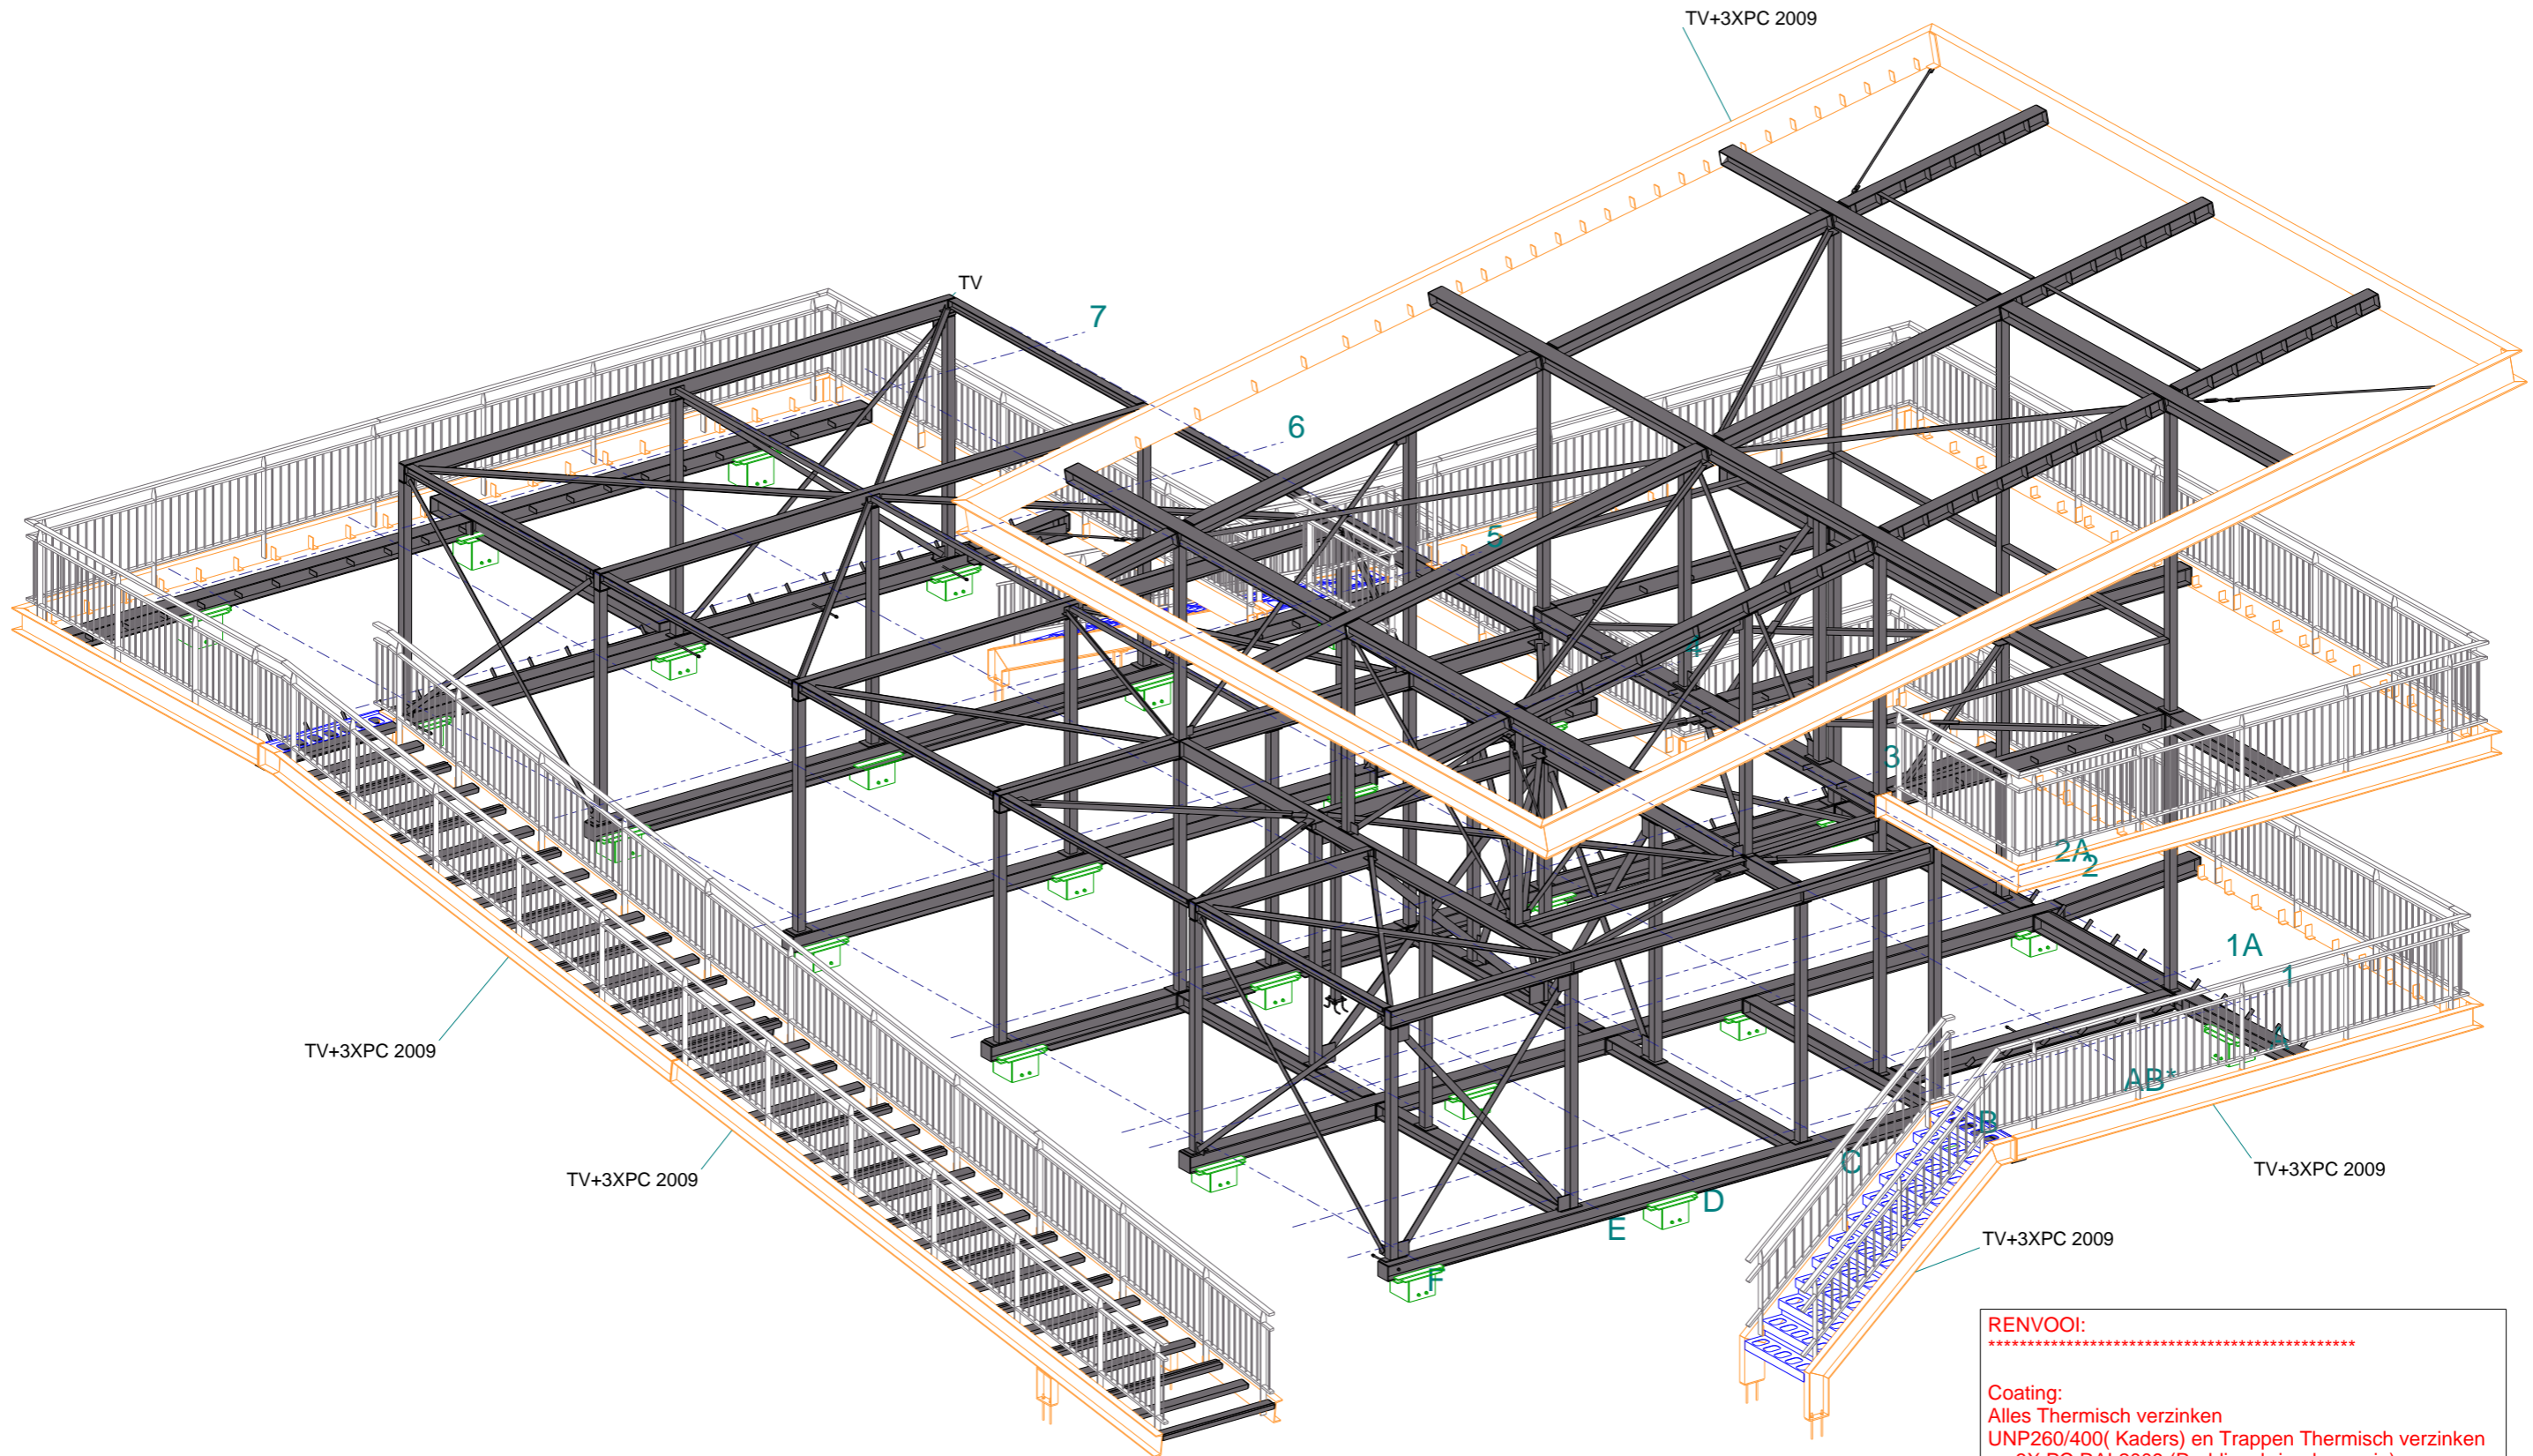 TV+3XPC 2009
TV
7
6
5
4
3
2A
2
1A
1
A
AB*
B
C
D
E
F
TV+3XPC 2009
TV+3XPC 2009
TV+3XPC 2009
TV+3XPC 2009
RENVOOI:
***********************************************
Coating:
Alles Thermisch verzinken
UNP260/400( Kaders) en Trappen Thermisch verzinken